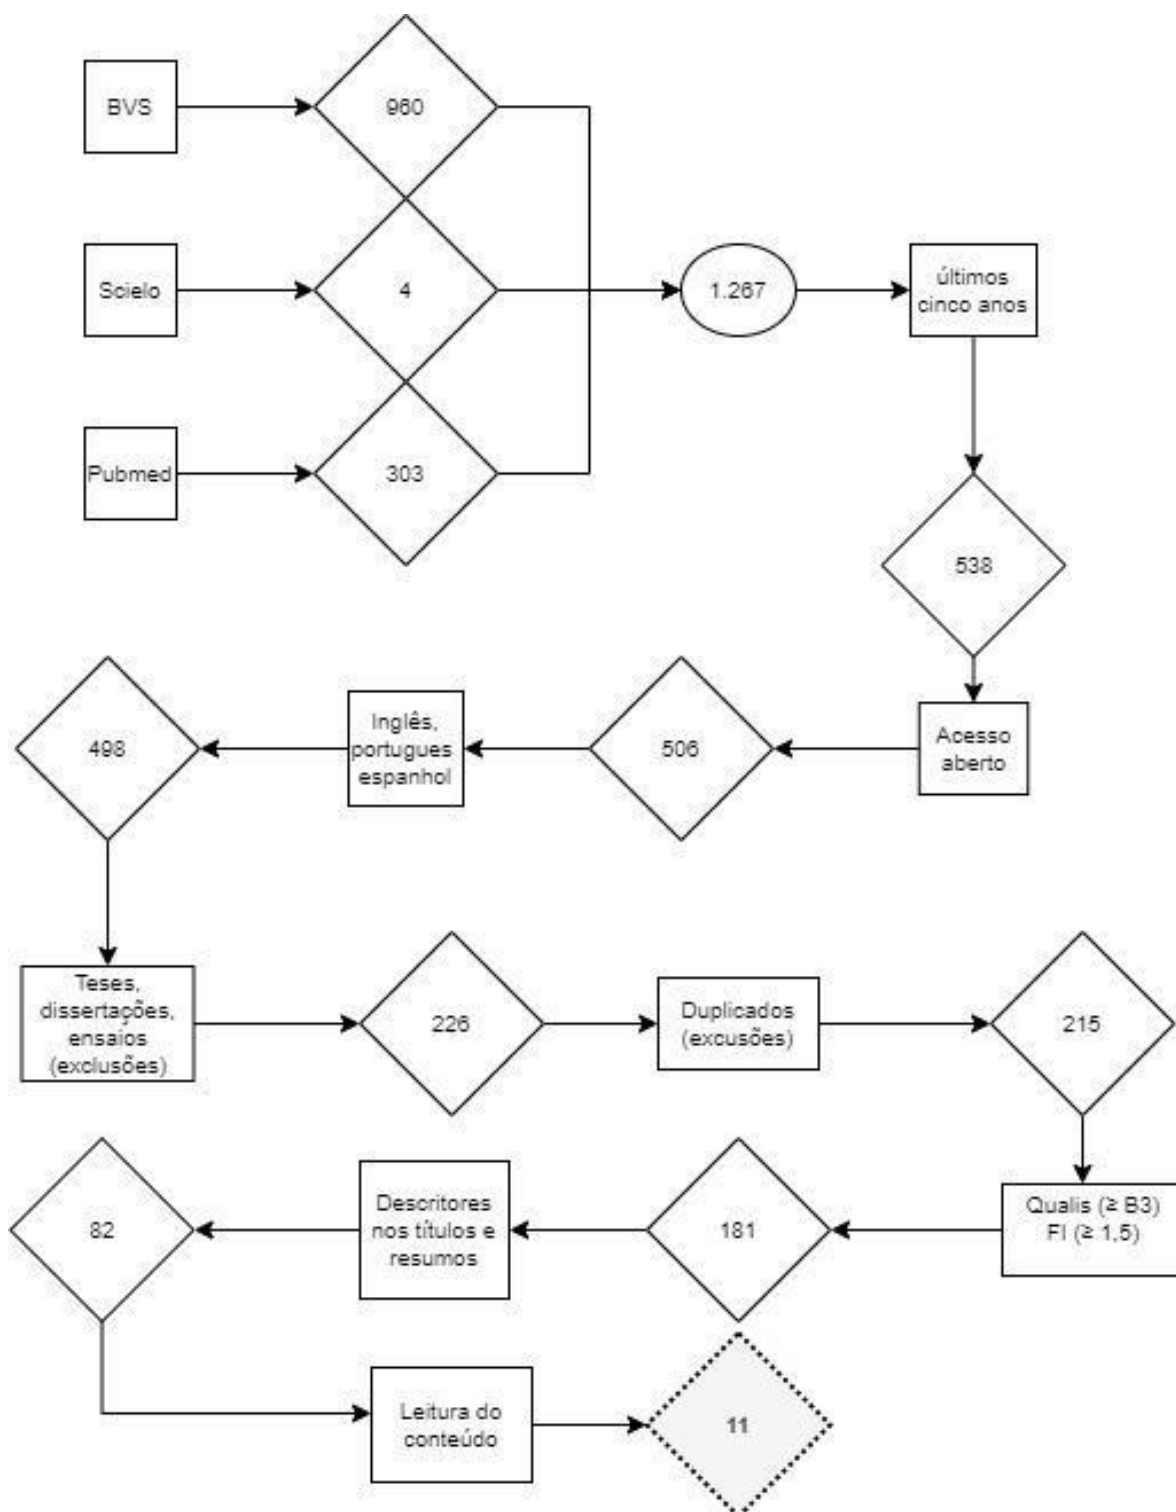 BVS
960
Scielo
4
1.267
últimos
cinco anos
Pubmed
303
538
Acesso
aberto
506
Inglês,
portugues
espanhol
498
Teses,
dissertações,
ensaios
(exclusões)
226
Duplicados
(excusões)
215
Qualis (≥ B3)
FI (≥ 1,5)
181
Descritores
nos títulos e
resumos
82
Leitura do
conteúdo
11